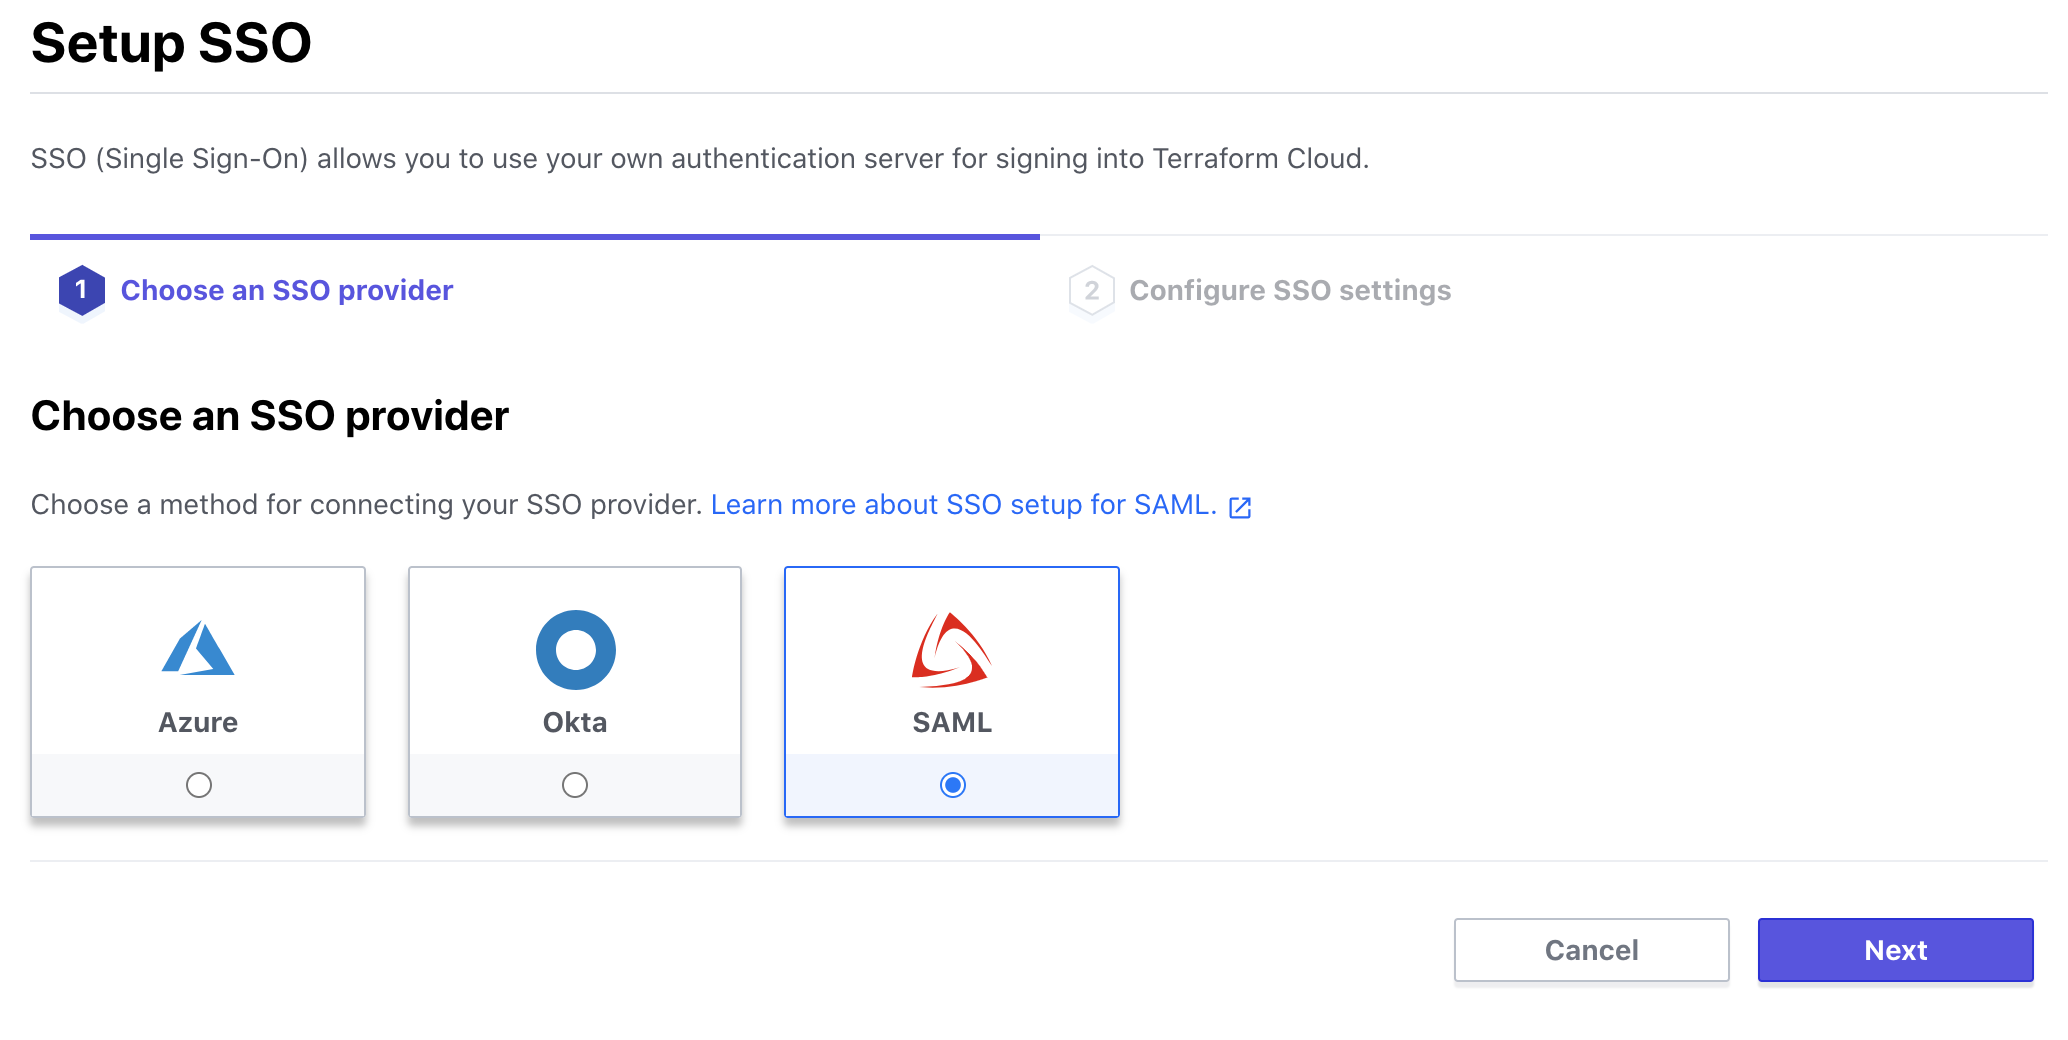 Setup SSO
SSO (Single Sign-On) allows you to use your own authentication server for signing into Terraform Cloud.
1 Choose an SSO provider
2 Configure SSO settings
Choose an SSO provider
Choose a method for connecting your SSO provider. Learn more about SSO setup for SAML.
Azure
Okta
SAML
Cancel
Next